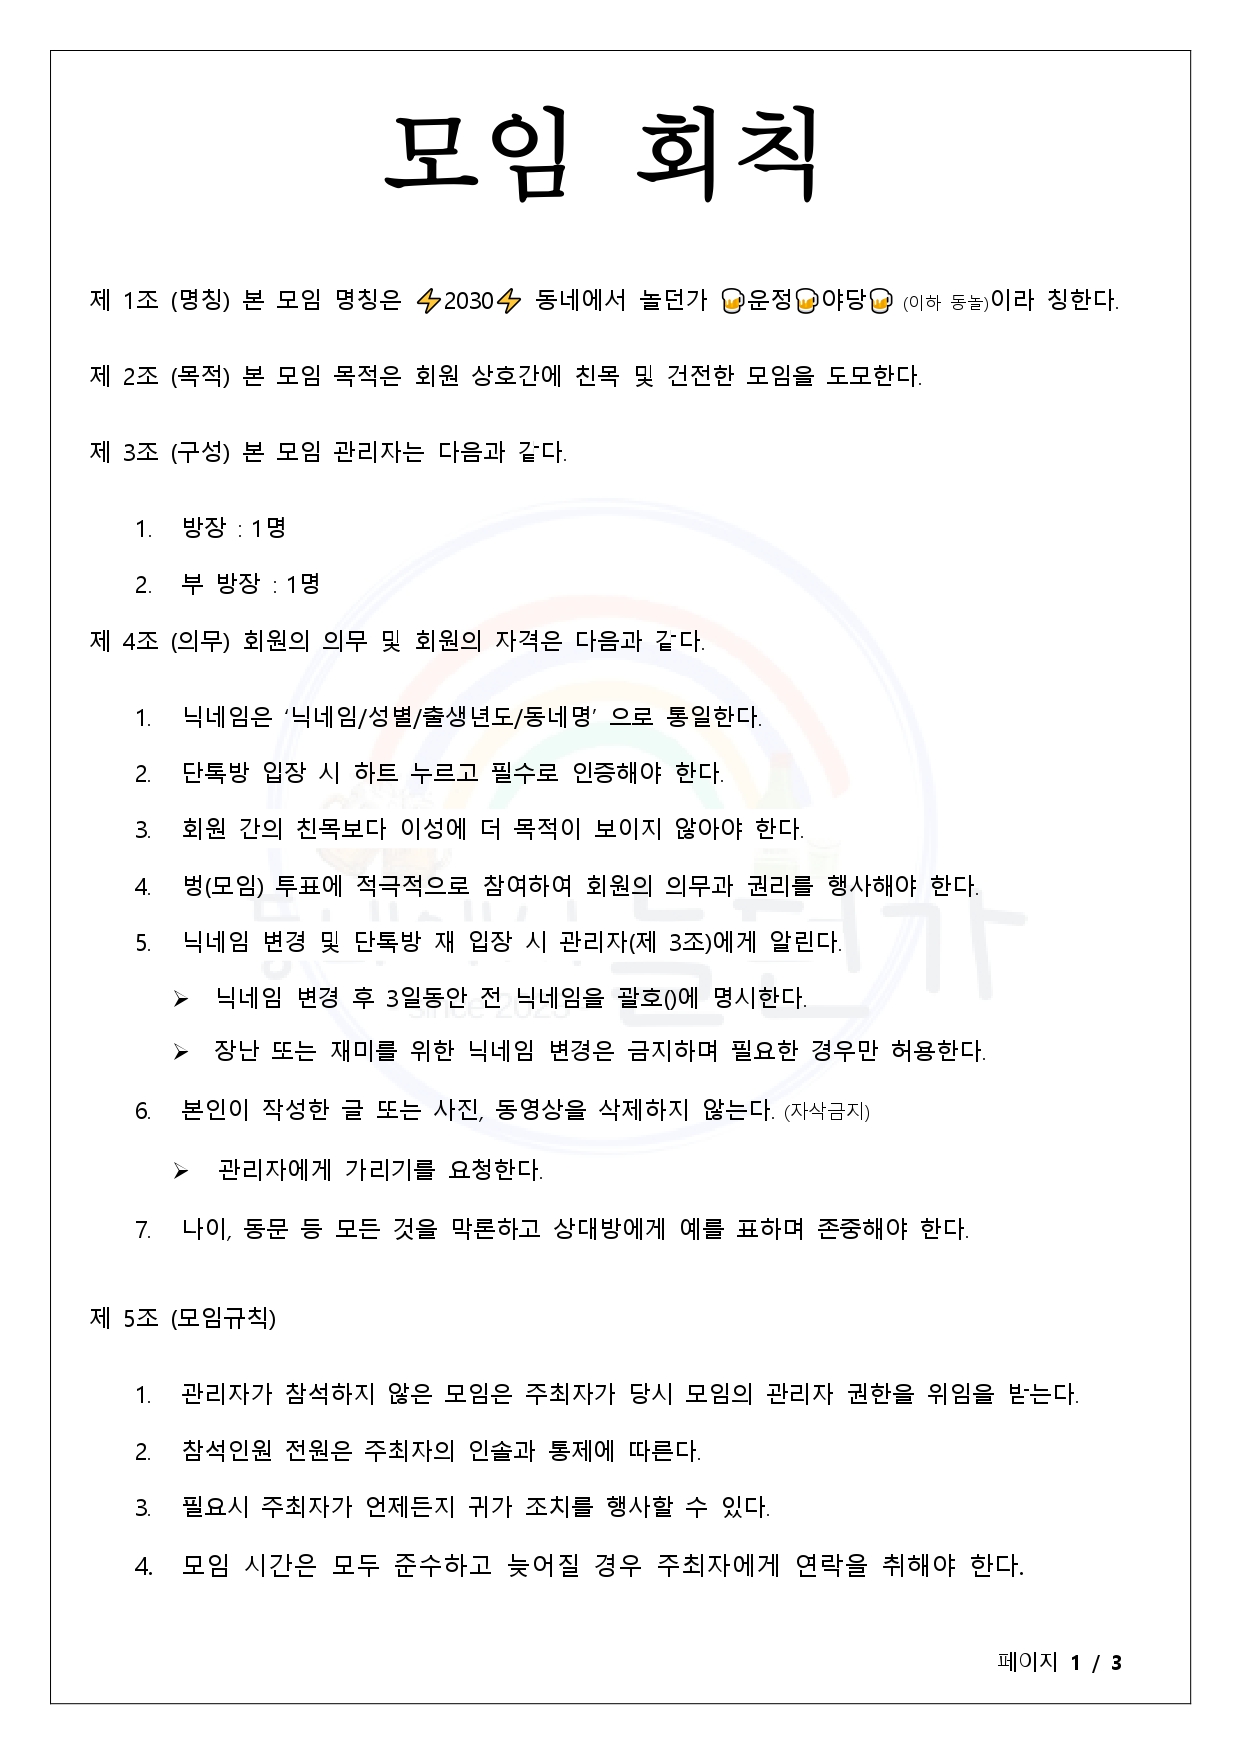 모임 회칙
제 1조 (명칭) 본 모임 명칭은 ⚡2030⚡ 동네에서 놀던가 🍺운정🍺야당🍺 (이하 동놀)이라 칭한다.
제 2조 (목적) 본 모임 목적은 회원 상호간에 친목 및 건전한 모임을 도모한다.
제 3조 (구성) 본 모임 관리자는 다음과 같다.
1. 방장 : 1명
2. 부 방장 : 1명
제 4조 (의무) 회원의 의무 및 회원의 자격은 다음과 같다.
1. 닉네임은 ‘닉네임/성별/출생년도/동네명’ 으로 통일한다.
2. 단톡방 입장 시 하트 누르고 필수로 인증해야 한다.
3. 회원 간의 친목보다 이성에 더 목적이 보이지 않아야 한다.
4. 벙(모임) 투표에 적극적으로 참여하여 회원의 의무과 권리를 행사해야 한다.
5. 닉네임 변경 및 단톡방 재 입장 시 관리자(제 3조)에게 알린다.
➢ 닉네임 변경 후 3일동안 전 닉네임을 괄호()에 명시한다.
➢ 장난 또는 재미를 위한 닉네임 변경은 금지하며 필요한 경우만 허용한다.
6. 본인이 작성한 글 또는 사진, 동영상을 삭제하지 않는다. (자삭금지)
➢ 관리자에게 가리기를 요청한다.
7. 나이, 동문 등 모든 것을 막론하고 상대방에게 예를 표하며 존중해야 한다.
제 5조 (모임규칙)
1. 관리자가 참석하지 않은 모임은 주최자가 당시 모임의 관리자 권한을 위임을 받는다.
2. 참석인원 전원은 주최자의 인솔과 통제에 따른다.
3. 필요시 주최자가 언제든지 귀가 조치를 행사할 수 있다.
4. 모임 시간은 모두 준수하고 늦어질 경우 주최자에게 연락을 취해야 한다.
페이지 1 / 3